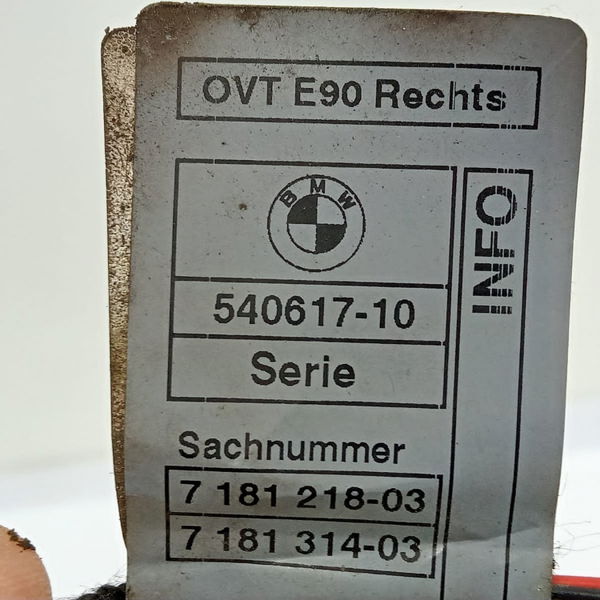 OVT E90 Rechts
BMW
INFO
540617-10
Serie
Sachnummer
7 181 218-03
7 181 314-03